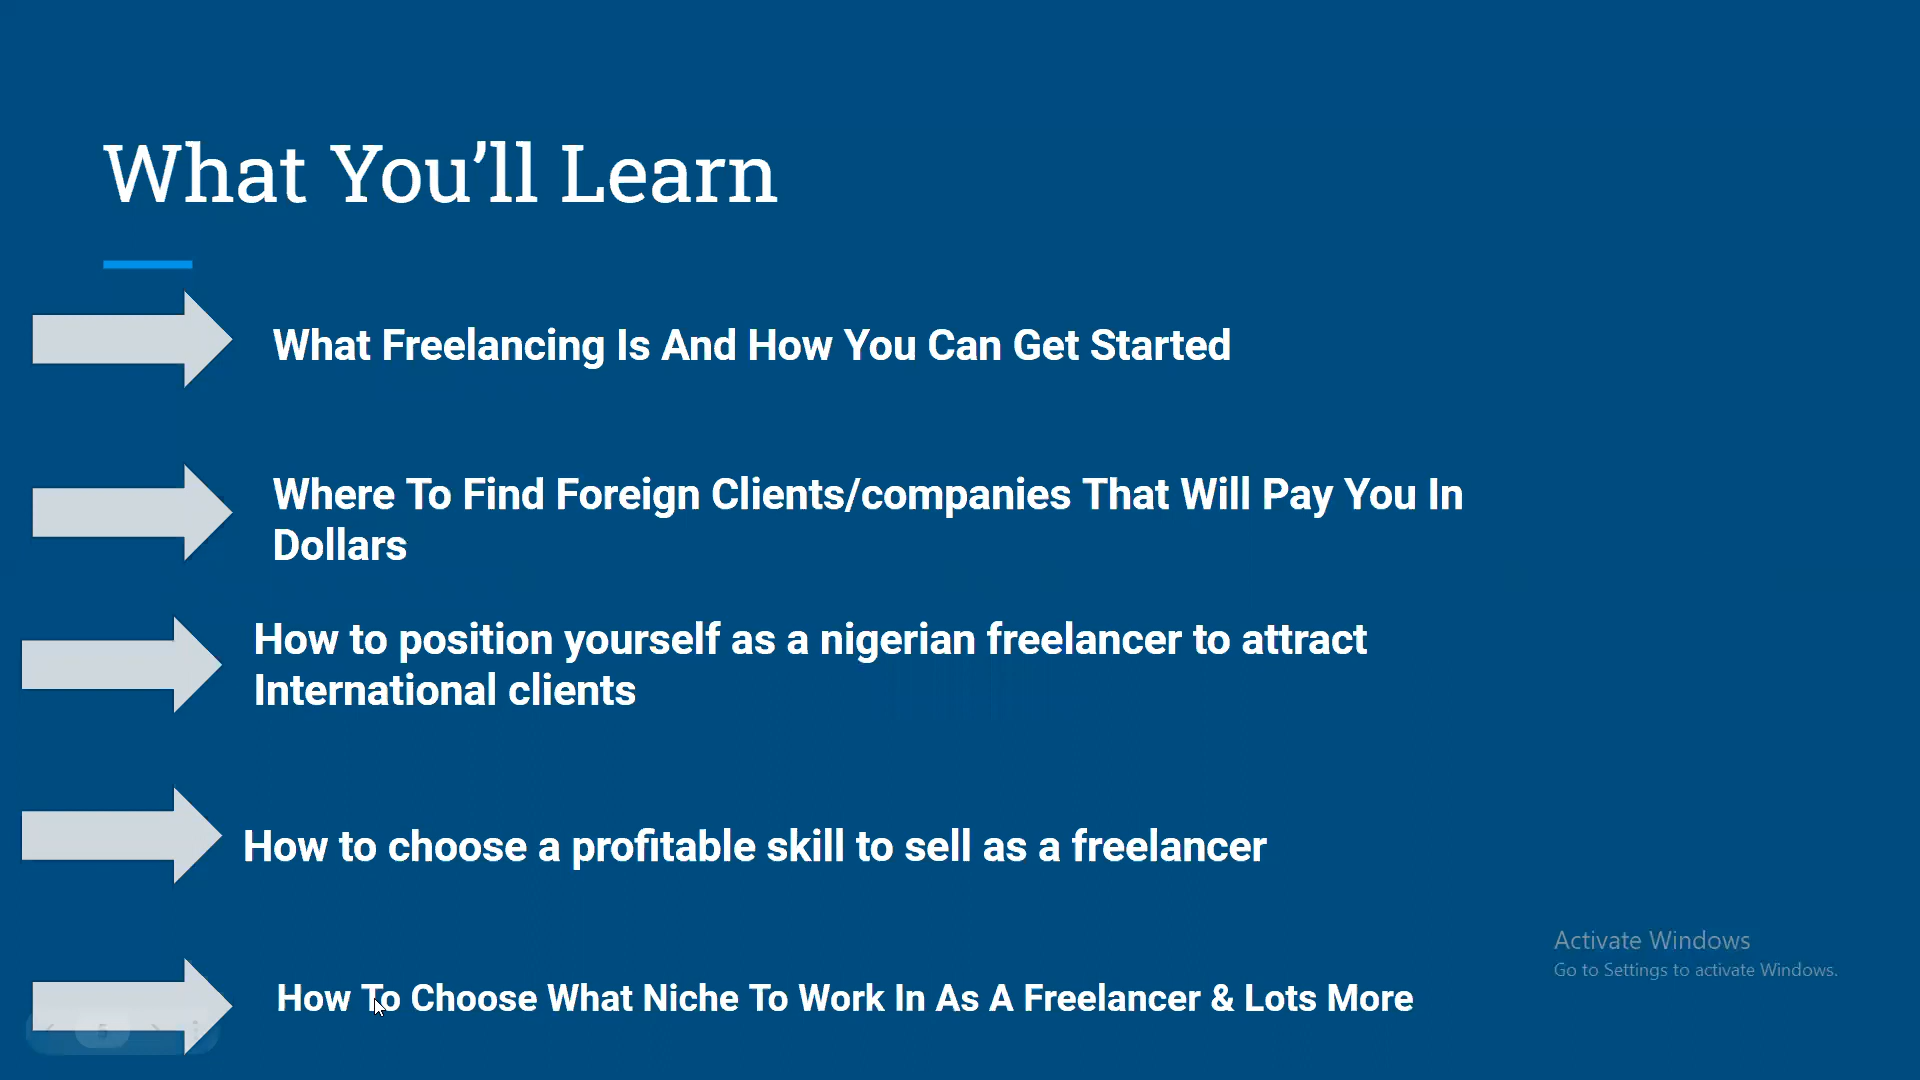 What You’ll Learn
What Freelancing Is And How You Can Get Started
Where To Find Foreign Clients/companies That Will Pay You In
Dollars
How to position yourself as a nigerian freelancer to attract
International clients
How to choose a profitable skill to sell as a freelancer
How To Choose What Niche To Work In As A Freelancer & Lots More
Activate Windows
Go to Settings to activate Windows.
5